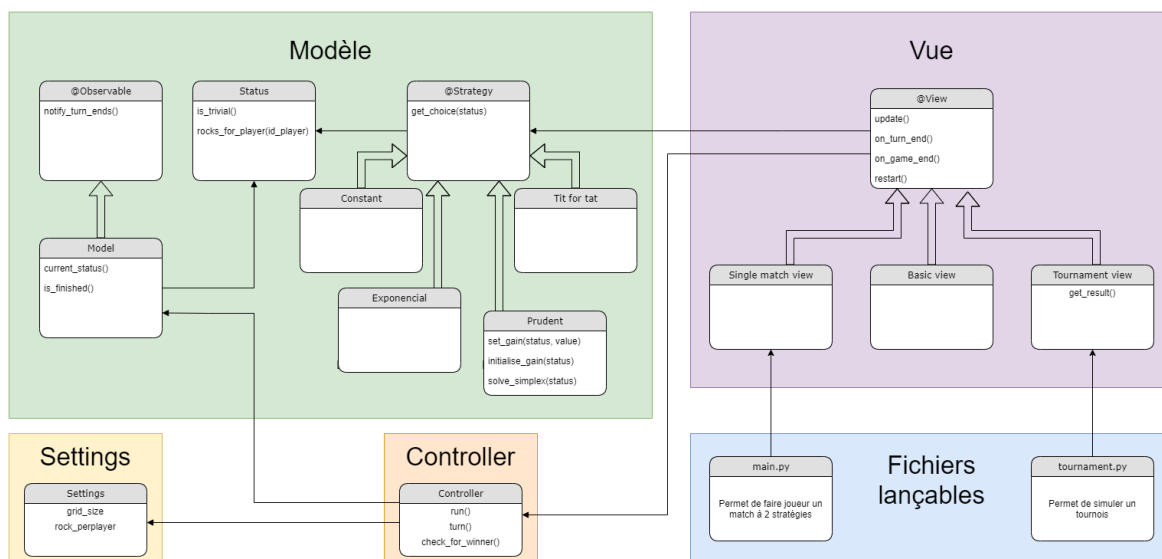 Modèle
@Observable
notify_turn_ends()
Status
is_trivial()
rocks_for_player(id_player)
@Strategy
get_choice(status)
Constant
Tit for tat
Model
current_status()
is_finished()
Exponencial
Prudent
set_gain(status, value)
initialise_gain(status)
solve_simplex(status)
Vue
@View
update()
on_turn_end()
on_game_end()
restart()
Single match view
Basic view
Tournament view
get_result()
Settings
Settings
grid_size
rock_perplayer
Controller
Controller
run()
turn()
check_for_winner()
main.py
Permet de faire joueur un
match à 2 stratégies
Fichiers
lançables
tournament.py
Permet de simuler un
tournois